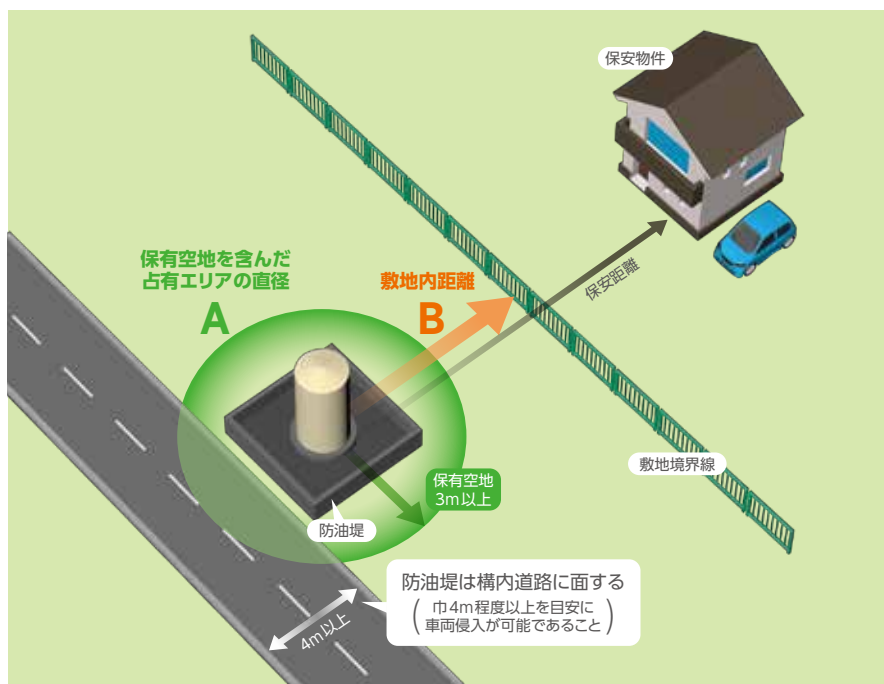 保安物件
保有空地を含んだ
占有エリアの直径
A
敷地内距離
B
保安距離
敷地境界線
保有空地
3m以上
防油堤
防油堤は構内道路に面する
(巾4m程度以上を目安に
車両侵入が可能であること)
4m以上